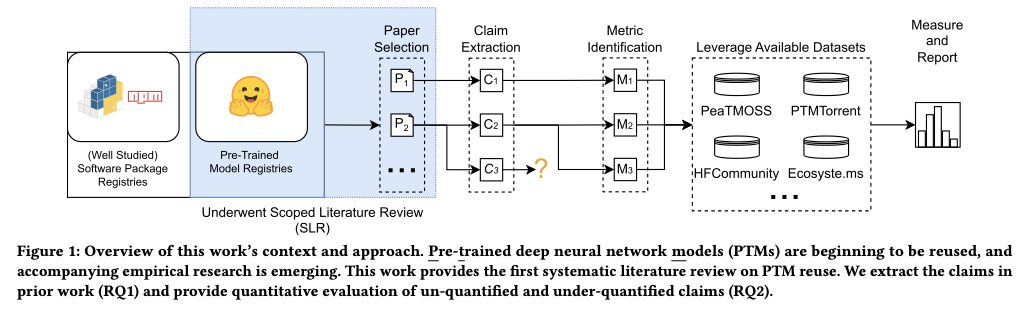 Paper
Selection
Claim
Extraction
Metric
Identification
Leverage Available Datasets
Measure
and
Report
P1
C1
M1
PeaTMOSS
PTMTorrent
P2
C2
M2
(Well Studied)
Software Package
Registries
Pre-Trained
Model Registries
...
C3
?
M3
HFCommunity
Ecosyste.ms
...
Underwent Scoped Literature Review
(SLR)
Figure 1: Overview of this work's context and approach. Pre-trained deep neural network models (PTMs) are beginning to be reused, and
accompanying empirical research is emerging. This work provides the first systematic literature review on PTM reuse. We extract the claims in
prior work (RQ1) and provide quantitative evaluation of un-quantified and under-quantified claims (RQ2).